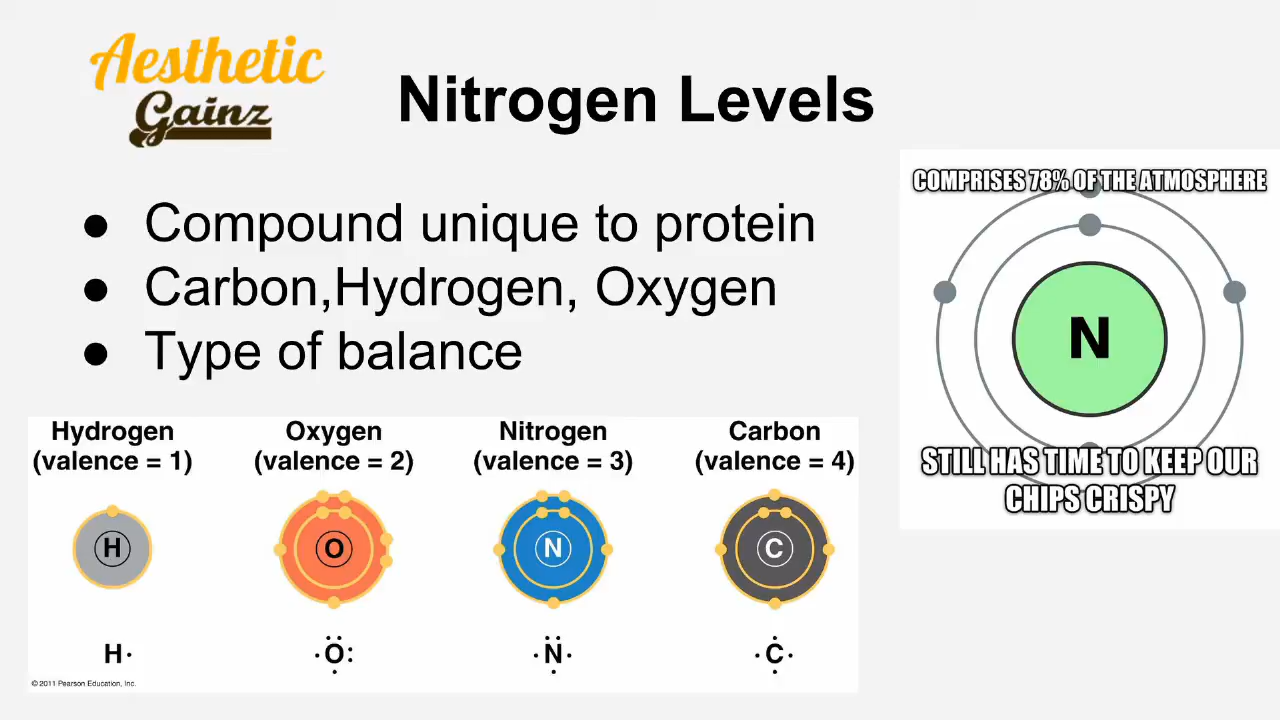 Aesthetic
Gainz
Nitrogen Levels
● Compound unique to protein
● Carbon,Hydrogen, Oxygen
● Type of balance
COMPRISES 78% OF THE ATMOSPHERE
N
STILL HAS TIME TO KEEP OUR
CHIPS CRISPY
Hydrogen
(valence = 1)
Oxygen
(valence = 2)
Nitrogen
(valence = 3)
Carbon
(valence = 4)
H
O
N
C
H
O
N
C
© 2011 Pearson Education, Inc.